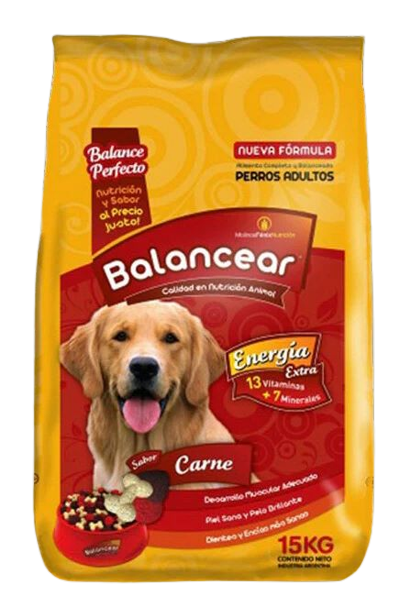 Balance
Perfecto
Nutrición
y Sabor
al Precio
justo!
NUEVA FÓRMULA
Alimento Completo y Balanceado
PERROS ADULTOS
Balancear
Calidad en Nutrición Animal
Energía
Extra
13 Vitaminas
+ 7 Minerales
Sabor
Carne
Desarrollo Muscular Adecuado
Piel Sana y Pelo Brillante
Dientes y Encías más Sanas
Balancear
15KG
CONTENIDO NETO
INDUSTRIA ARGENTINA